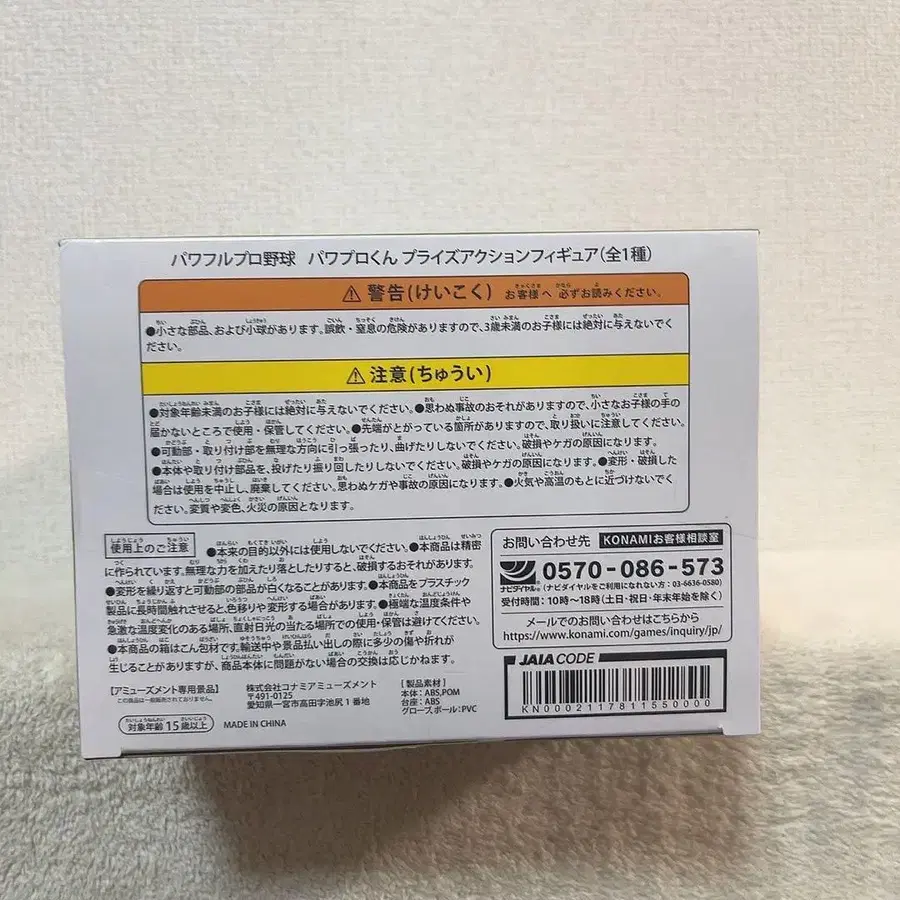 パワフルプロ野球 パワプロくん プライズアクションフィギュア(全1種)
⚠ 警告(けいこく) お客様へ 必ずお読みください。
●小さな部品、および小球があります。誤飲・窒息の危険がありますので、3歳未満のお子様には絶対に与えないでく
ださい。
⚠ 注意(ちゅうい)
●対象年齢未満のお子様には絶対に与えないでください。●思わぬ事故のおそれがありますので、小さなお子様の手の
届かないところで使用・保管してください。●先端がとがっている箇所がありますので、取り扱いに注意してください。
●可動部・取り付け部を無理な方向に引っ張ったり、曲げたりしないでください。破損やケガの原因になります。
●本体や取り付け部品を、投げたり振り回したりしないでください。破損やケガの原因になります。●変形・破損した
場合は使用を中止し、廃棄してください。思わぬケガや事故の原因になります。●火気や高温のもとに近づけないでく
ださい。変質や変色、火災の原因となります。
使用上のご注意 ●本来の目的以外には使用しないでください。●本商品は精密
に作られています。無理な力を加えたり落としたりすると、破損するおそれがあります。
●変形を繰り返すと可動部の部品が白くなることがあります。●本商品をプラスチック
製品に長時間触れさせると、色移りや変形する場合があります。●極端な温度条件や
急激な温度変化のある場所、直射日光の当たる場所での使用・保管は避けてください。
●本商品の箱はこん包材です。輸送中や景品払い出しの際に多少の傷や折れが
生じることがありますが、商品本体に問題がない場合の交換は応じかねます。
お問い合わせ先 KONAMIお客様相談室
ナビダイヤル 0570-086-573
(ナビダイヤルをご利用になれない方:03-6636-0580)
受付時間:10時~18時(土日・祝日・年末年始を除く)
メールでのお問い合わせはこちらから
https://www.konami.com/games/inquiry/jp/
【アミューズメント専用景品】
この商品は一般販売されておりません。
株式会社コナミアミューズメント
〒491-0125
愛知県一宮市高田字池尻1番地
[製品素材]
本体:ABS,POM
台座:ABS
グローブ,ボール:PVC
対象年齢15歳以上
MADE IN CHINA
JAIA CODE
KN00021178115500​00